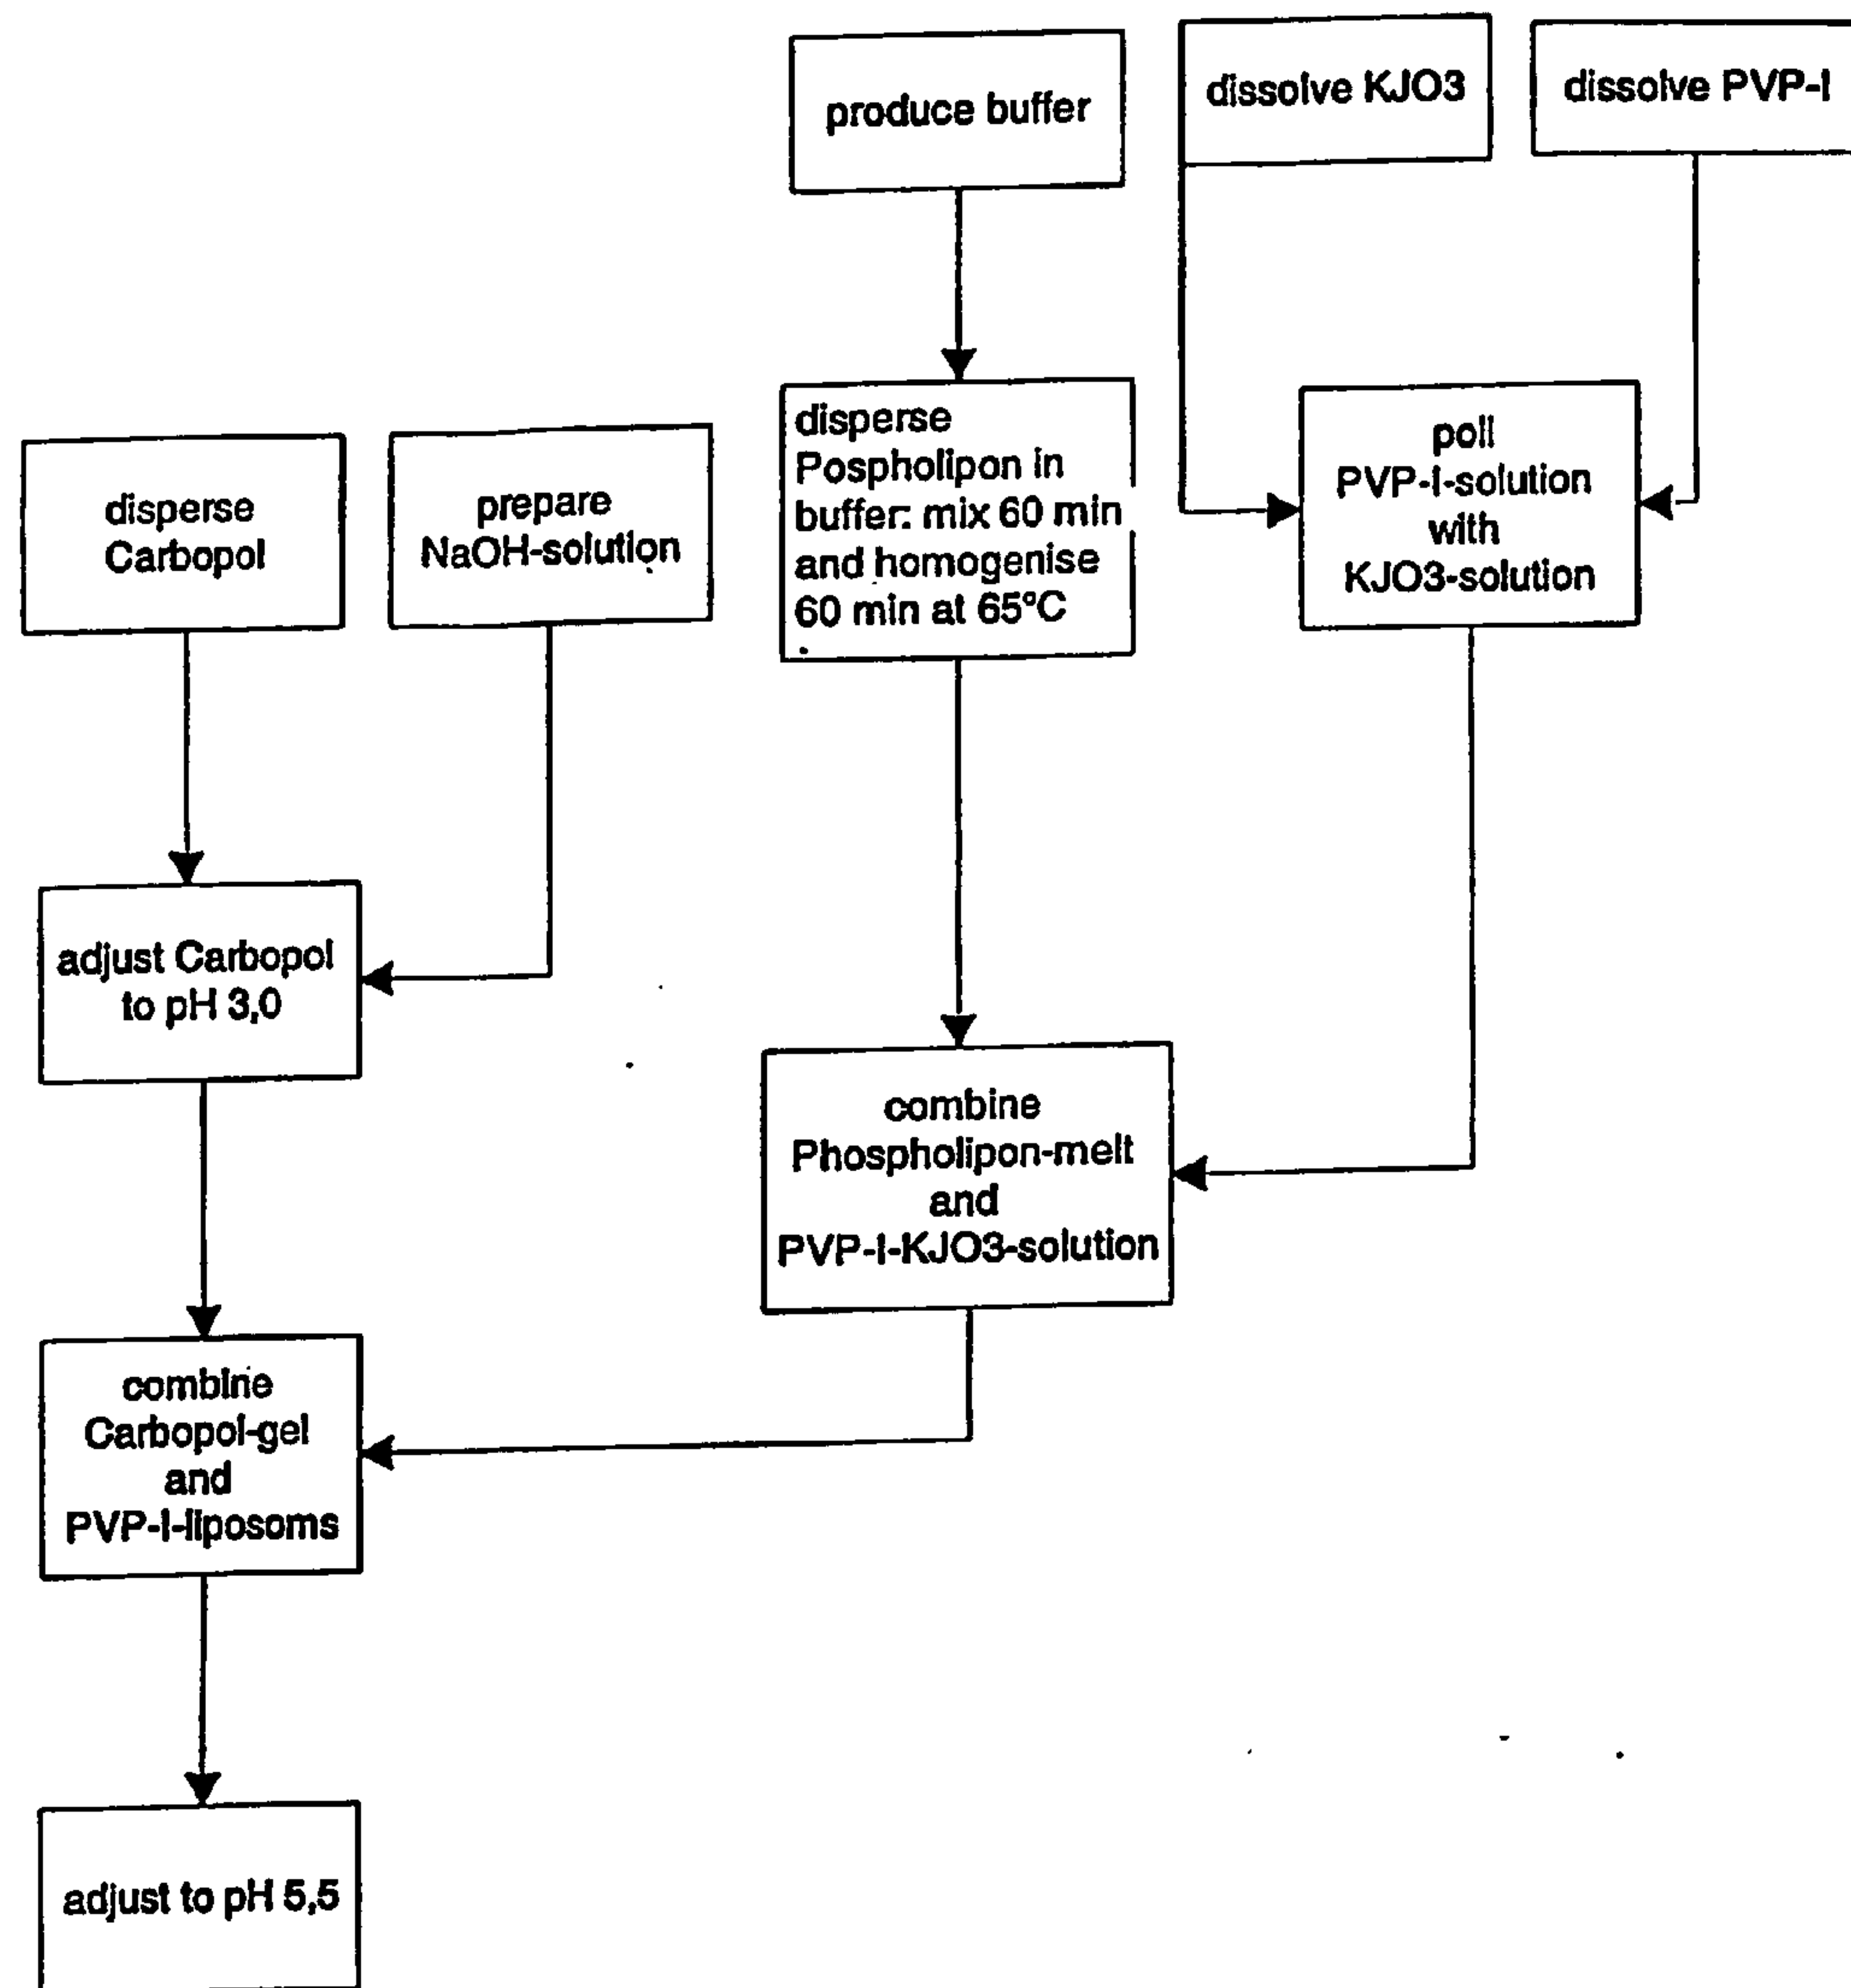 produce buffer
dissolve KJO3
dissolve PVP-I
disperse
Carbopol
prepare
NaOH-solution
disperse
Pospholipon in
buffer: mix 60 min
and homogenise
60 min at 65°C
poll
PVP-I-solution
with
KJO3-solution
adjust Carbopol
to pH 3,0
combine
Phospholipon-melt
and
PVP-I-KJO3-solution
combine
Carbopol-gel
and
PVP-I-liposoms
adjust to pH 5,5